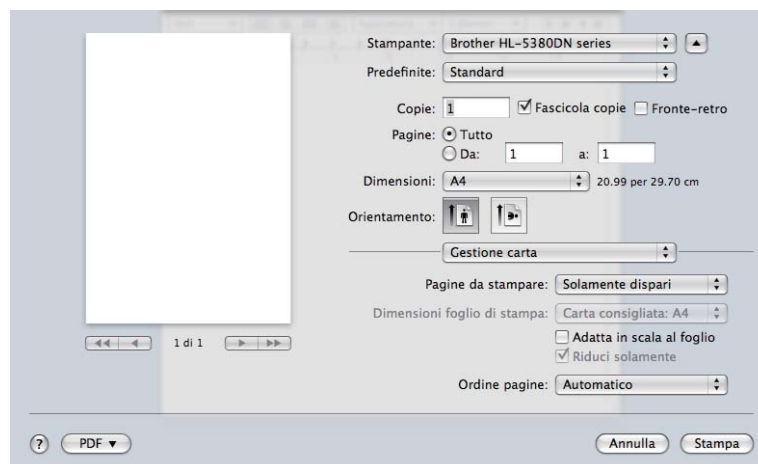 Stampante: Brother HL-5380DN series
Predefinite: Standard
Copie: 1 Fascicola copie Fronte-retro
Pagine: Tutto
Da: 1 a: 1
Dimensioni: A4 20.99 per 29.70 cm
Orientamento:
Gestione carta
Pagine da stampare: Solamente dispari
Dimensioni foglio di stampa: Carta consigliata: A4
Adatta in scala al foglio
1 di 1
Riduci solamente
Ordine pagine: Automatico
? PDF Annulla Stampa